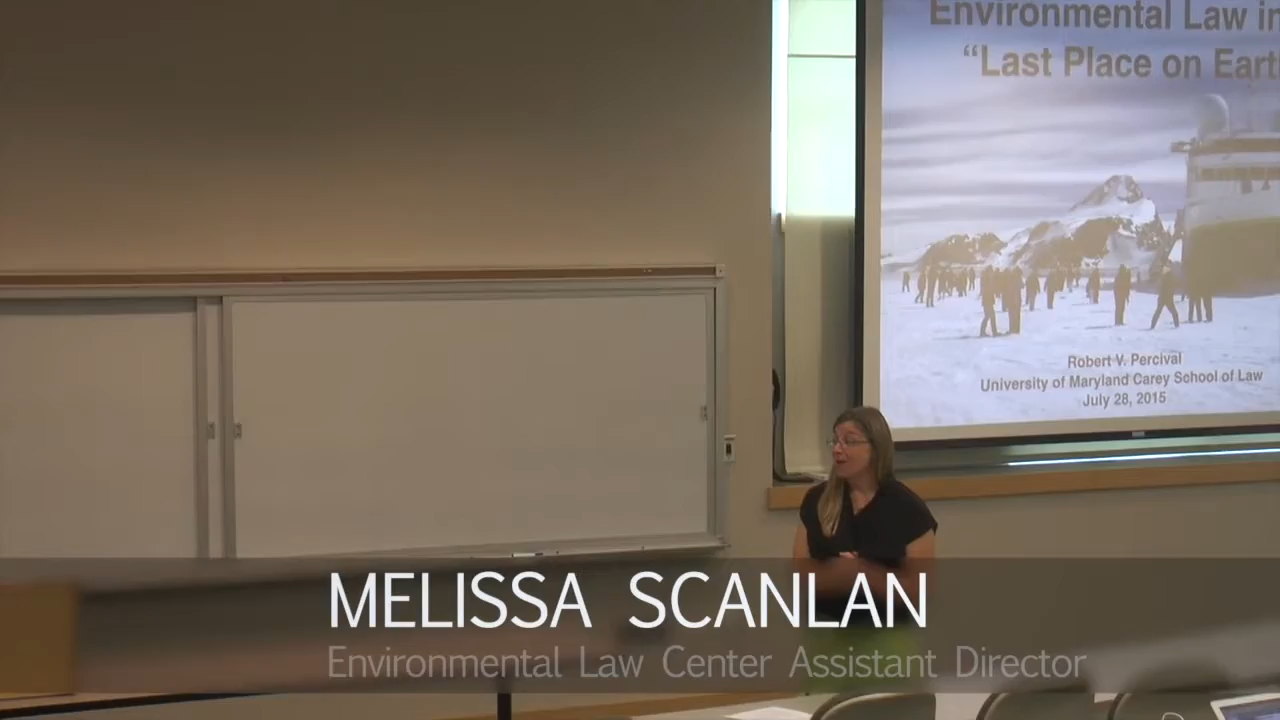 Environmental Law in
“Last Place on Eart
Robert V. Percival
University of Maryland Carey School of Law
July 28, 2015
MELISSA SCANLAN
Environmental Law Center Assistant Director